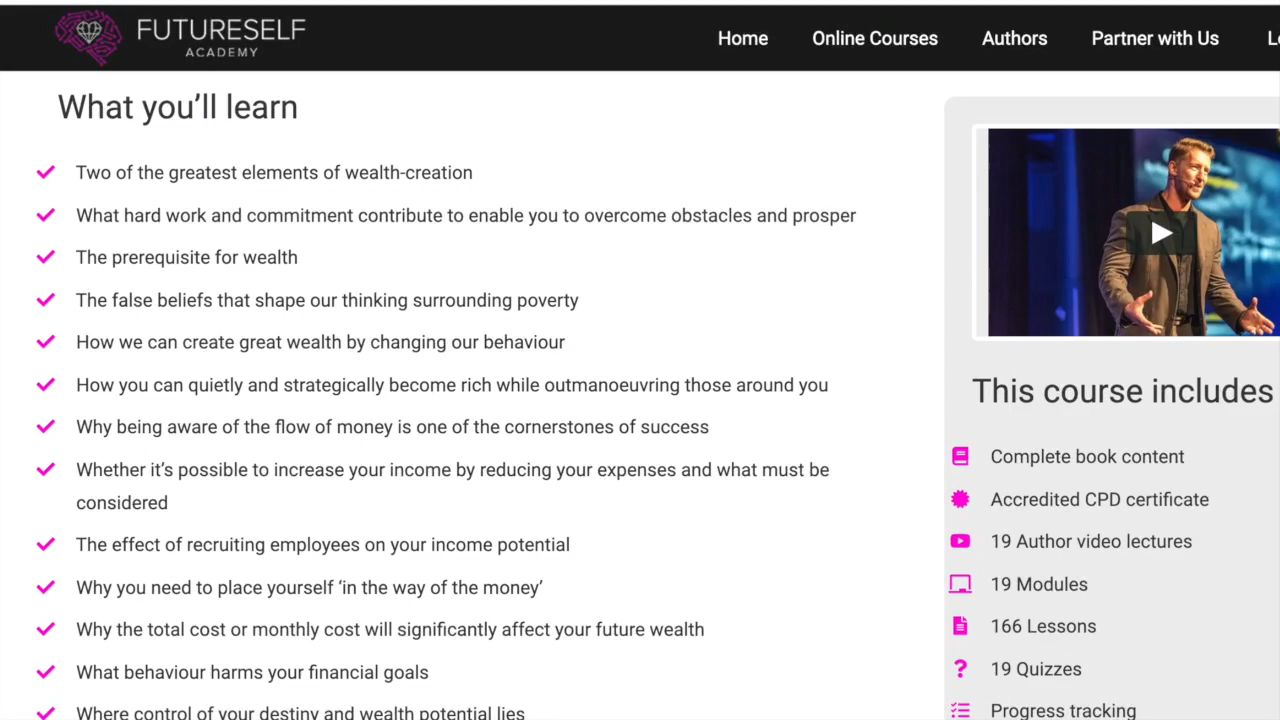 FUTURESELF
ACADEMY
Home
Online Courses
Authors
Partner with Us
What you’ll learn
Two of the greatest elements of wealth-creation
What hard work and commitment contribute to enable you to overcome obstacles and prosper
The prerequisite for wealth
The false beliefs that shape our thinking surrounding poverty
How we can create great wealth by changing our behaviour
How you can quietly and strategically become rich while outmanoeuvring those around you
Why being aware of the flow of money is one of the cornerstones of success
Whether it’s possible to increase your income by reducing your expenses and what must be
considered
The effect of recruiting employees on your income potential
Why you need to place yourself ‘in the way of the money’
Why the total cost or monthly cost will significantly affect your future wealth
What behaviour harms your financial goals
Where control of your destiny and wealth potential lies
This course includes
Complete book content
Accredited CPD certificate
19 Author video lectures
19 Modules
166 Lessons
19 Quizzes
Progress tracking